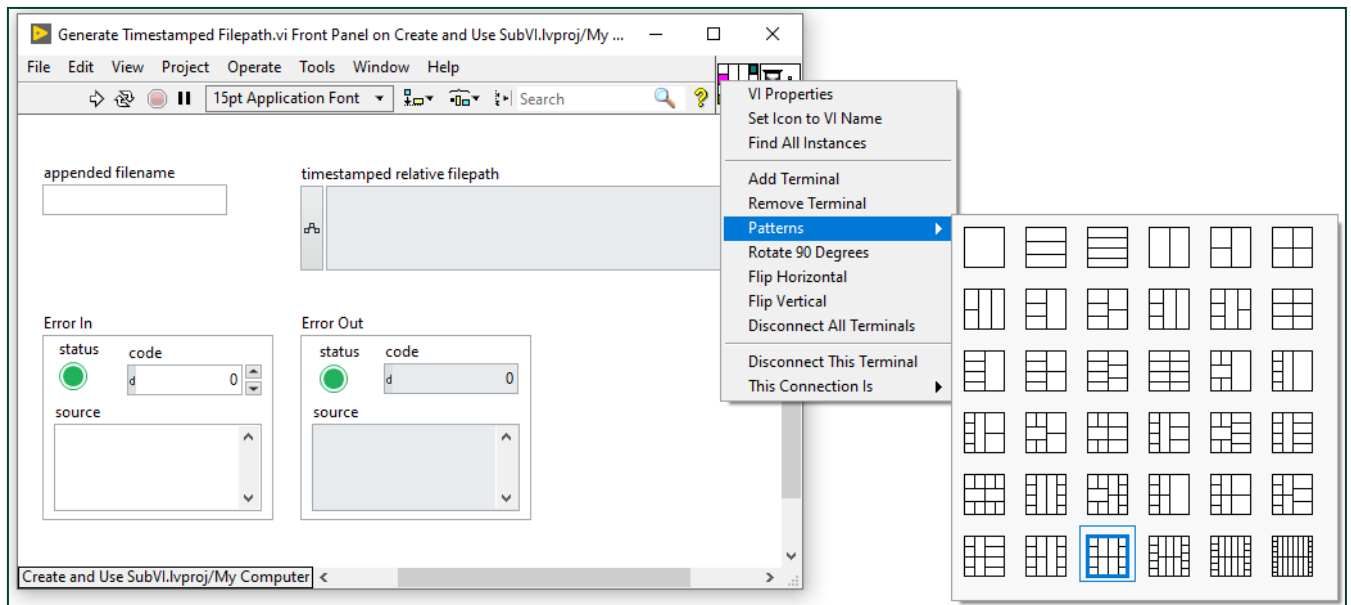 Generate Timestamped Filepath.vi Front Panel on Create and Use SubVI.lvproj/My ...
File Edit View Project Operate Tools Window Help
15pt Application Font Search
appended filename
timestamped relative filepath
Error In
status code
d 0
source
Error Out
status code
d 0
source
Create and Use SubVI.lvproj/My Computer
VI Properties
Set Icon to VI Name
Find All Instances
Add Terminal
Remove Terminal
Patterns
Rotate 90 Degrees
Flip Horizontal
Flip Vertical
Disconnect All Terminals
Disconnect This Terminal
This Connection Is